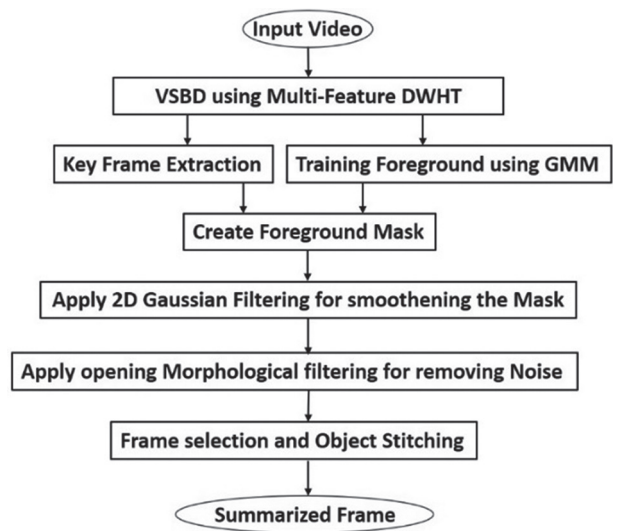 Input Video
VSBD using Multi-Feature DWHT
Key Frame Extraction
Training Foreground using GMM
Create Foreground Mask
Apply 2D Gaussian Filtering for smoothening the Mask
Apply opening Morphological filtering for removing Noise
Frame selection and Object Stitching
Summarized Frame